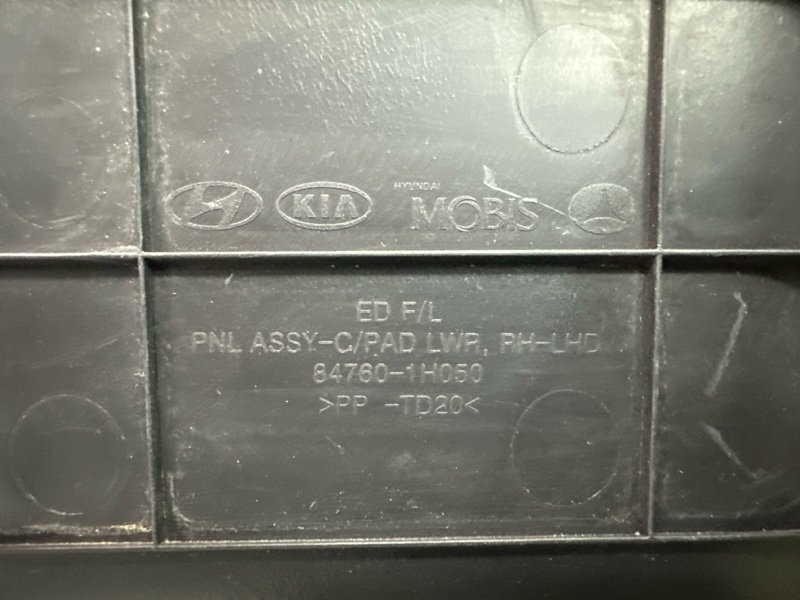 KIA
HYUNDAI
MOBIS
ED F/L
PNL ASSY-C/PAD LWR, RH-LHD
84760-1H050
>PP -TD20<